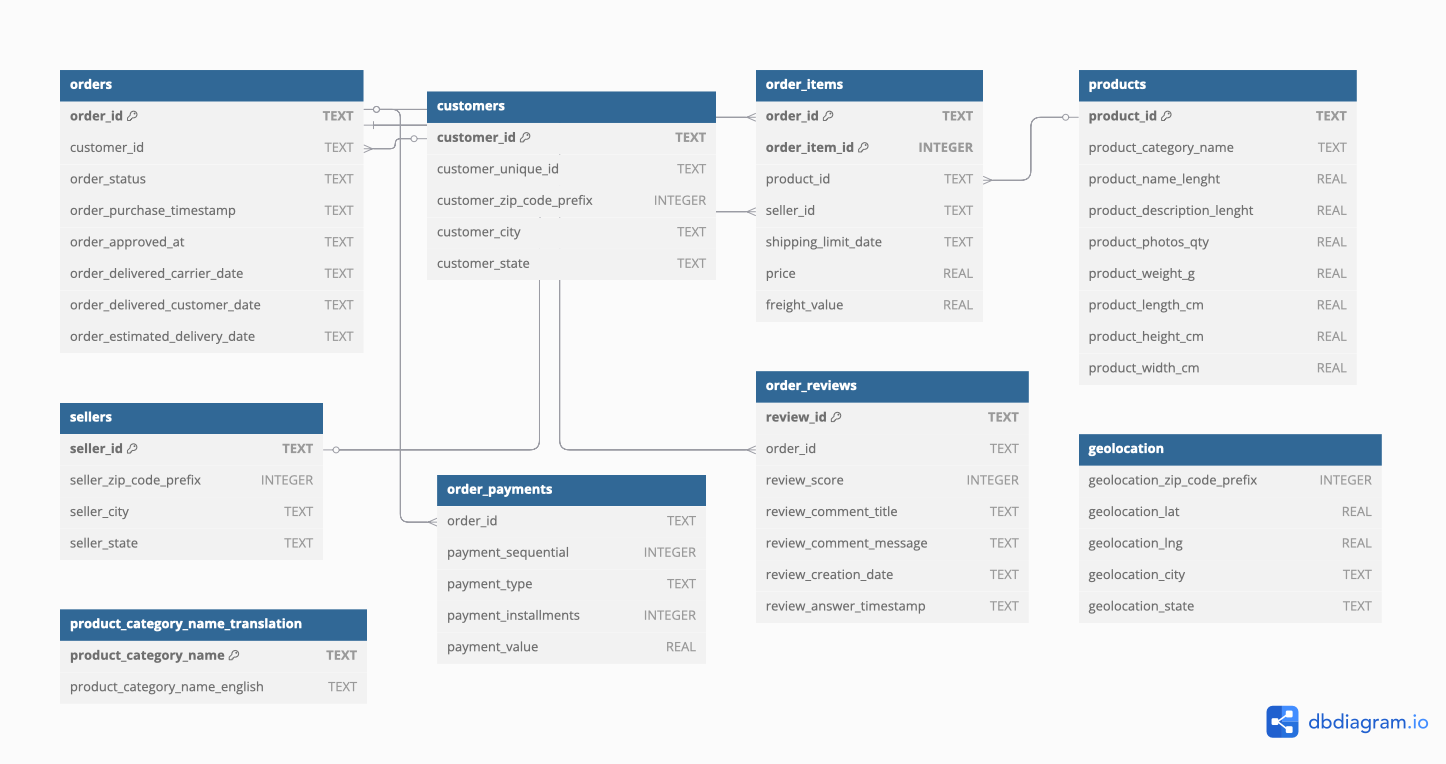 orders
order_id TEXT
customer_id TEXT
order_status TEXT
order_purchase_timestamp TEXT
order_approved_at TEXT
order_delivered_carrier_date TEXT
order_delivered_customer_date TEXT
order_estimated_delivery_date TEXT
customers
customer_id TEXT
customer_unique_id TEXT
customer_zip_code_prefix INTEGER
customer_city TEXT
customer_state TEXT
order_items
order_id TEXT
order_item_id INTEGER
product_id TEXT
seller_id TEXT
shipping_limit_date TEXT
price REAL
freight_value REAL
products
product_id TEXT
product_category_name TEXT
product_name_lenght REAL
product_description_lenght REAL
product_photos_qty REAL
product_weight_g REAL
product_length_cm REAL
product_height_cm REAL
product_width_cm REAL
sellers
seller_id TEXT
seller_zip_code_prefix INTEGER
seller_city TEXT
seller_state TEXT
order_payments
order_id TEXT
payment_sequential INTEGER
payment_type TEXT
payment_installments INTEGER
payment_value REAL
order_reviews
review_id TEXT
order_id TEXT
review_score INTEGER
review_comment_title TEXT
review_comment_message TEXT
review_creation_date TEXT
review_answer_timestamp TEXT
geolocation
geolocation_zip_code_prefix INTEGER
geolocation_lat REAL
geolocation_lng REAL
geolocation_city TEXT
geolocation_state TEXT
product_category_name_translation
product_category_name TEXT
product_category_name_english TEXT
dbdiagram.io